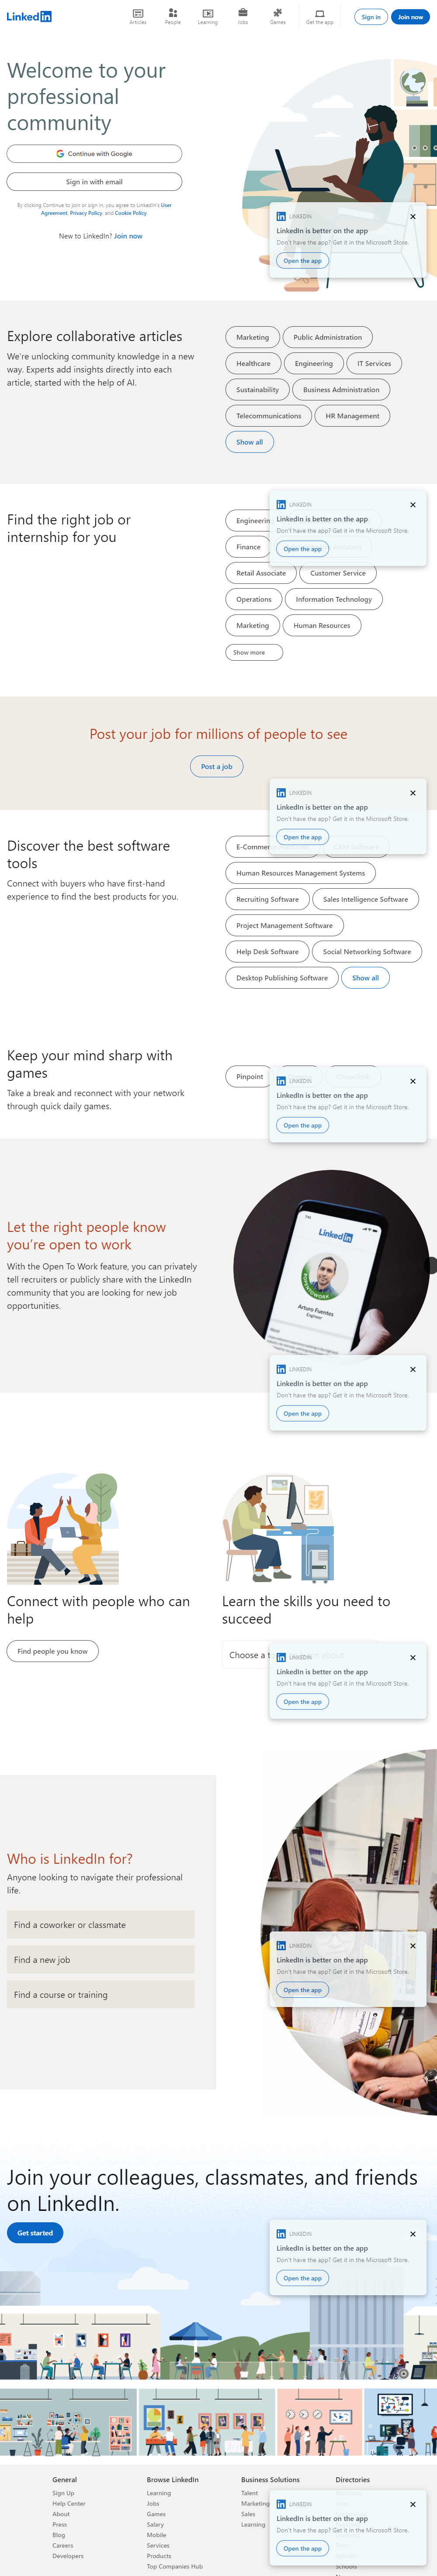 LinkedIn
Articles
People
Learning
Jobs
Games
Get the app
Sign in
Join now
Welcome to your
professional
community
Continue with Google
Sign in with email
By clicking Continue to join or sign in, you agree to LinkedIn's User
Agreement, Privacy Policy, and Cookie Policy.
New to LinkedIn? Join now
LINKEDIN
LinkedIn is better on the app
Don't have the app? Get it in the Microsoft Store.
Open the app
Explore collaborative articles
We're unlocking community knowledge in a new
way. Experts add insights directly into each
article, started with the help of AI.
Marketing
Public Administration
Healthcare
Engineering
IT Services
Sustainability
Business Administration
Telecommunications
HR Management
Show all
Find the right job or
internship for you
Engineering
LINKEDIN
LinkedIn is better on the app
Don't have the app? Get it in the Microsoft Store.
Open the app
Finance
Retail Associate
Customer Service
Operations
Information Technology
Marketing
Human Resources
Show more
Post your job for millions of people to see
Post a job
LINKEDIN
LinkedIn is better on the app
Don't have the app? Get it in the Microsoft Store.
Open the app
Discover the best software
tools
Connect with buyers who have first-hand
experience to find the best products for you.
E-Commerce
Human Resources Management Systems
Recruiting Software
Sales Intelligence Software
Project Management Software
Help Desk Software
Social Networking Software
Desktop Publishing Software
Show all
Keep your mind sharp with
games
Take a break and reconnect with your network
through quick daily games.
Pinpoint
LINKEDIN
LinkedIn is better on the app
Don't have the app? Get it in the Microsoft Store.
Open the app
Let the right people know
you're open to work
With the Open To Work feature, you can privately
tell recruiters or publicly share with the LinkedIn
community that you are looking for new job
opportunities.
LinkedIn
#OPENTOWORK
Arturo Fuentes
Engineer
LINKEDIN
LinkedIn is better on the app
Don't have the app? Get it in the Microsoft Store.
Open the app
Connect with people who can
help
Find people you know
Learn the skills you need to
succeed
Choose a
LINKEDIN
LinkedIn is better on the app
Don't have the app? Get it in the Microsoft Store.
Open the app
Who is LinkedIn for?
Anyone looking to navigate their professional
life.
Find a coworker or classmate
Find a new job
Find a course or training
LINKEDIN
LinkedIn is better on the app
Don't have the app? Get it in the Microsoft Store.
Open the app
Join your colleagues, classmates, and friends
on LinkedIn.
Get started
LINKEDIN
LinkedIn is better on the app
Don't have the app? Get it in the Microsoft Store.
Open the app
General
Sign Up
Help Center
About
Press
Blog
Careers
Developers
Browse LinkedIn
Learning
Jobs
Games
Salary
Mobile
Services
Products
Top Companies Hub
Business Solutions
Talent
Marketing
Sales
Learning
Directories
LINKEDIN
LinkedIn is better on the app
Don't have the app? Get it in the Microsoft Store.
Open the app
Schools